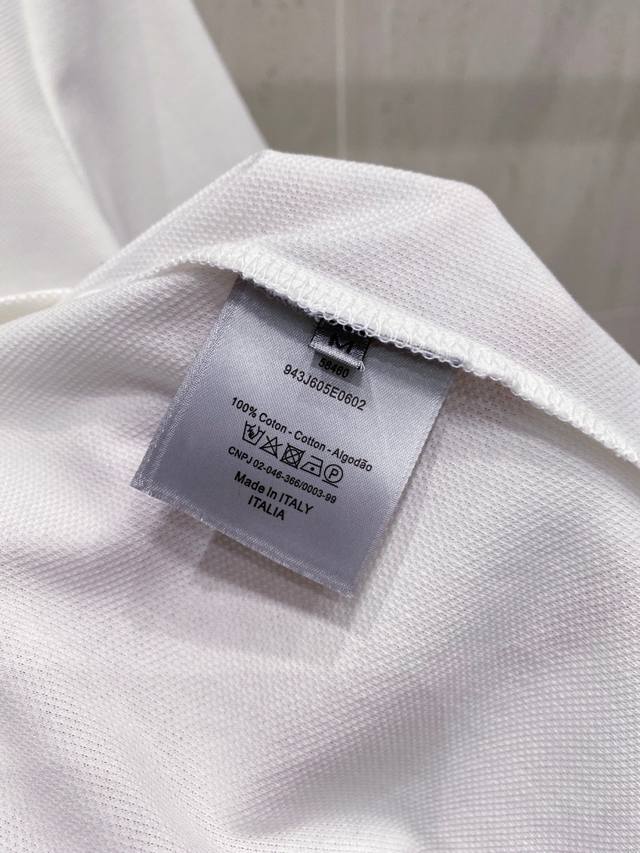 M
58460
943J605E0602
100% Coton - Cotton - Algodão
CNPJ 02-046-366/0003-99
Made in ITALY
ITALIA